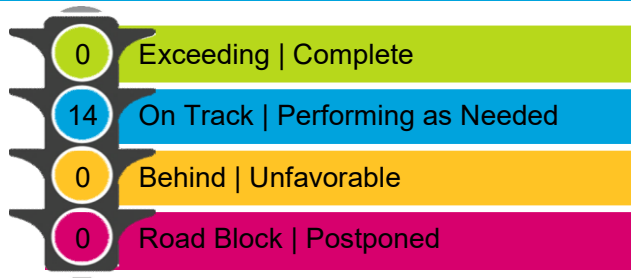 0 Exceeding | Complete
14 On Track | Performing as Needed
0 Behind | Unfavorable
0 Road Block | Postponed